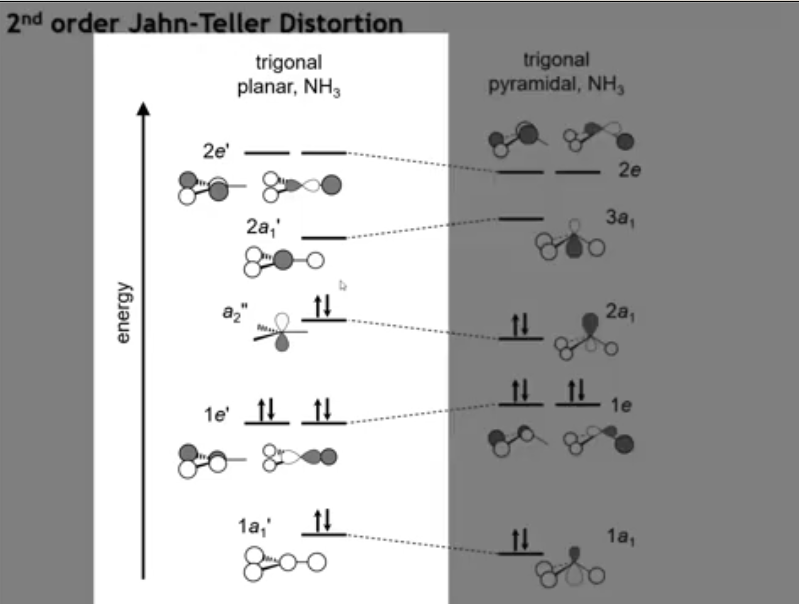 2nd order Jahn-Teller Distortion
trigonal
planar, NH3
trigonal
pyramidal, NH3
energy
2e'
2a1'
a2"
1e'
1a1'
2e
3a1
2a1
1e
1a1